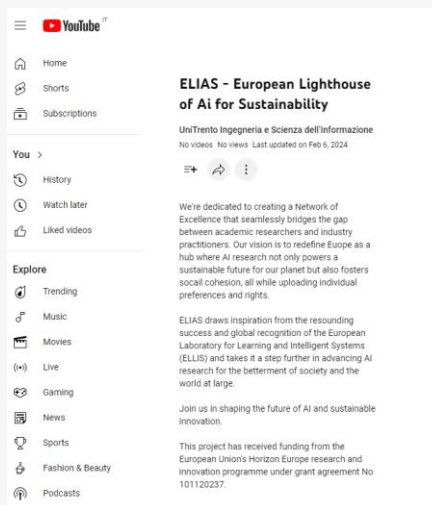 YouTube IT
Home
Shorts
Subscriptions
You
History
Watch later
Liked videos
Explore
Trending
Music
Movies
Live
Gaming
News
Sports
Fashion & Beauty
Podcasts
ELIAS - European Lighthouse
of Ai for Sustainability
UniTrento Ingegneria e Scienza dell'Informazione
No videos No views Last updated on Feb 6, 2024
We're dedicated to creating a Network of
Excellence that seamlessly bridges the gap
between academic researchers and industry
practitioners. Our vision is to redefine Euope as a
hub where AI research not only powers a
sustainable future for our planet but also fosters
socail cohesion, all while uploading individual
preferences and rights.
ELIAS draws inspiration from the resounding
success and global recognition of the European
Laboratory for Learning and Intelligent Systems
(ELLIS) and takes it a step further in advancing AI
research for the betterment of society and the
world at large.
Join us in shaping the future of AI and sustainable
innovation.
This project has received funding from the
European Union's Horizon Europe research and
innovation programme under grant agreement No
101120237.